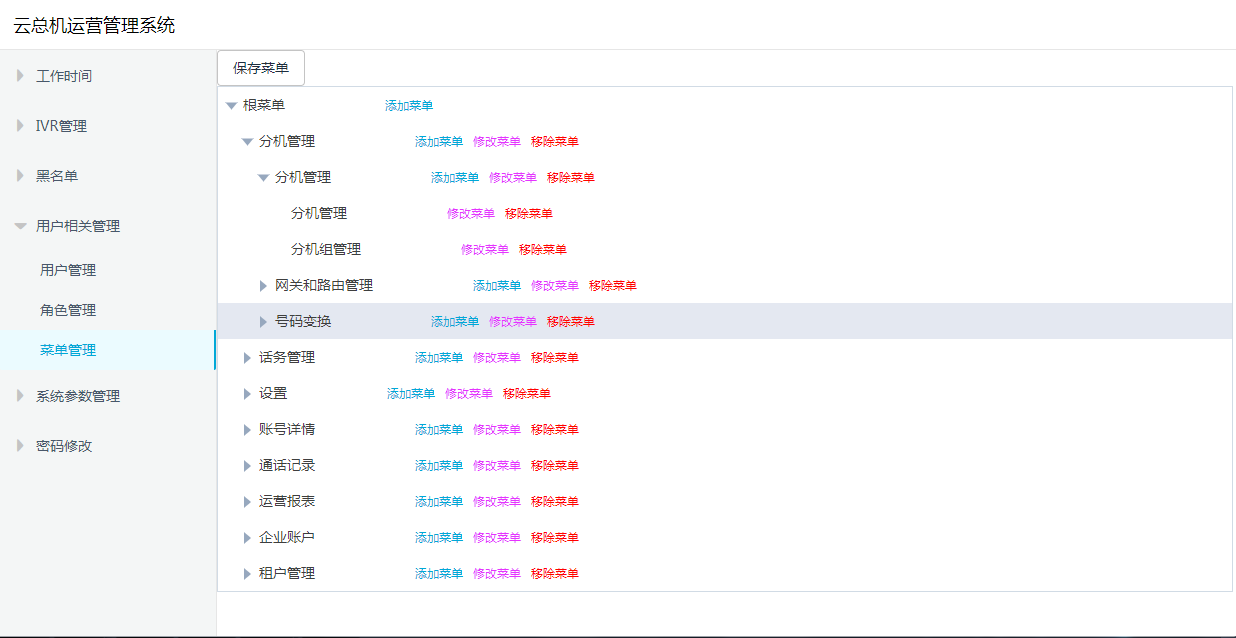 云总机运营管理系统
工作时间
IVR管理
黑名单
用户相关管理
用户管理
角色管理
菜单管理
系统参数管理
密码修改
保存菜单
根菜单 添加菜单
分机管理 添加菜单 修改菜单 移除菜单
分机管理 添加菜单 修改菜单 移除菜单
分机管理 修改菜单 移除菜单
分机组管理 修改菜单 移除菜单
网关和路由管理 添加菜单 修改菜单 移除菜单
号码变换 添加菜单 修改菜单 移除菜单
话务管理 添加菜单 修改菜单 移除菜单
设置 添加菜单 修改菜单 移除菜单
账号详情 添加菜单 修改菜单 移除菜单
通话记录 添加菜单 修改菜单 移除菜单
运营报表 添加菜单 修改菜单 移除菜单
企业账户 添加菜单 修改菜单 移除菜单
租户管理 添加菜单 修改菜单 移除菜单